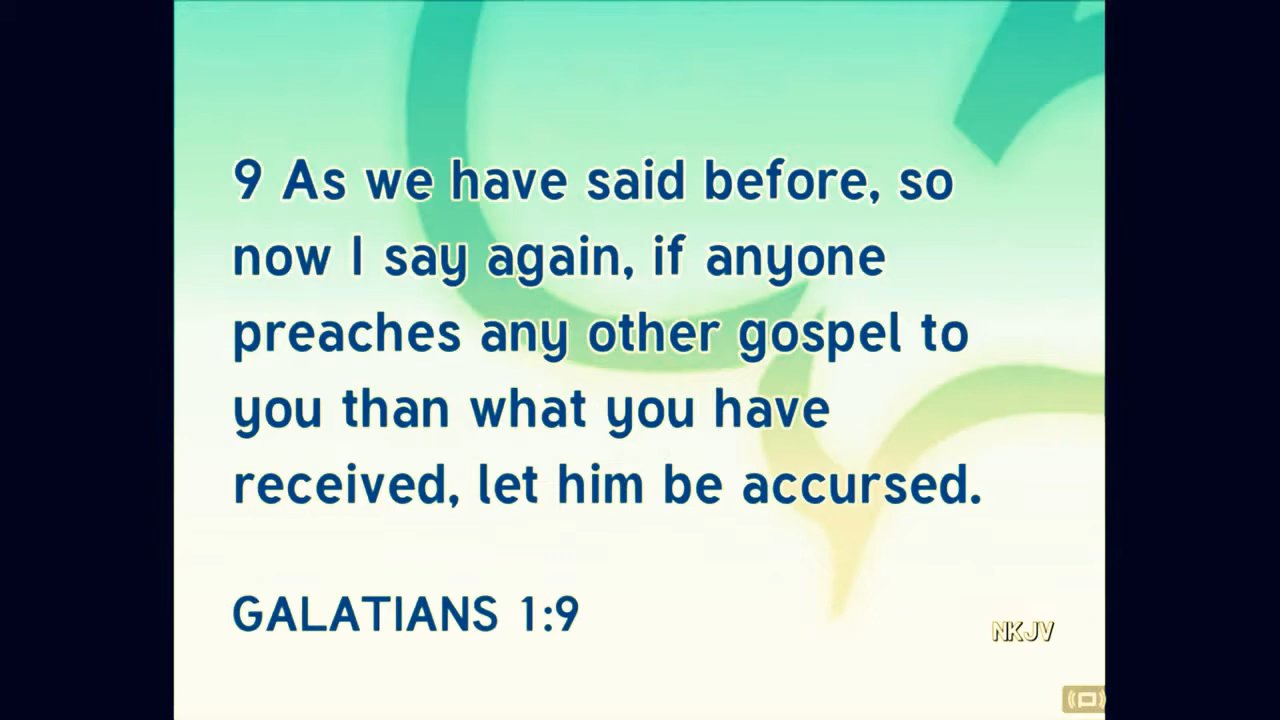 9 As we have said before, so
now I say again, if anyone
preaches any other gospel to
you than what you have
received, let him be accursed.
GALATIANS 1:9
NKJV